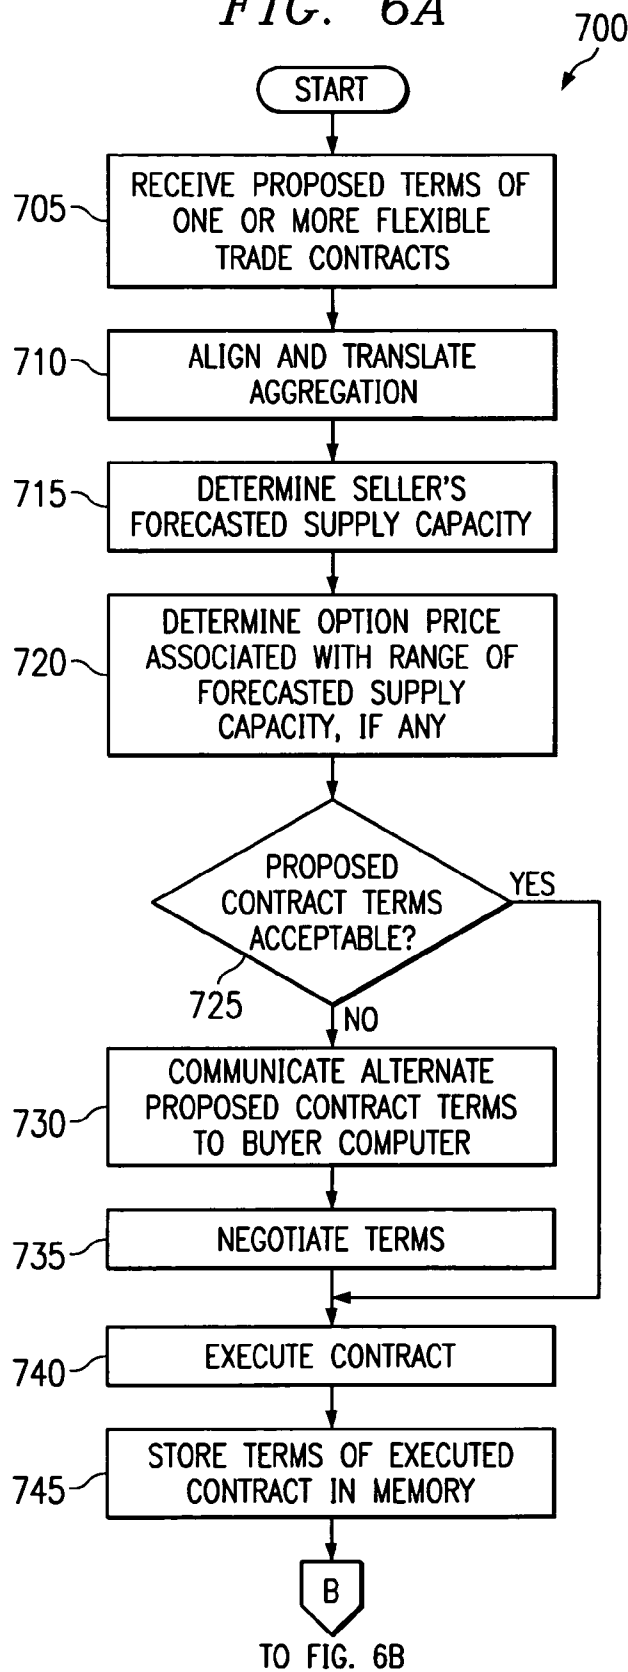 FIG. 6A
700
START
705
RECEIVE PROPOSED TERMS OF
ONE OR MORE FLEXIBLE
TRADE CONTRACTS
710
ALIGN AND TRANSLATE
AGGREGATION
715
DETERMINE SELLER'S
FORECASTED SUPPLY CAPACITY
720
DETERMINE OPTION PRICE
ASSOCIATED WITH RANGE OF
FORECASTED SUPPLY
CAPACITY, IF ANY
PROPOSED
CONTRACT TERMS
ACCEPTABLE?
YES
725
NO
730
COMMUNICATE ALTERNATE
PROPOSED CONTRACT TERMS
TO BUYER COMPUTER
735
NEGOTIATE TERMS
740
EXECUTE CONTRACT
745
STORE TERMS OF EXECUTED
CONTRACT IN MEMORY
B
TO FIG. 6B